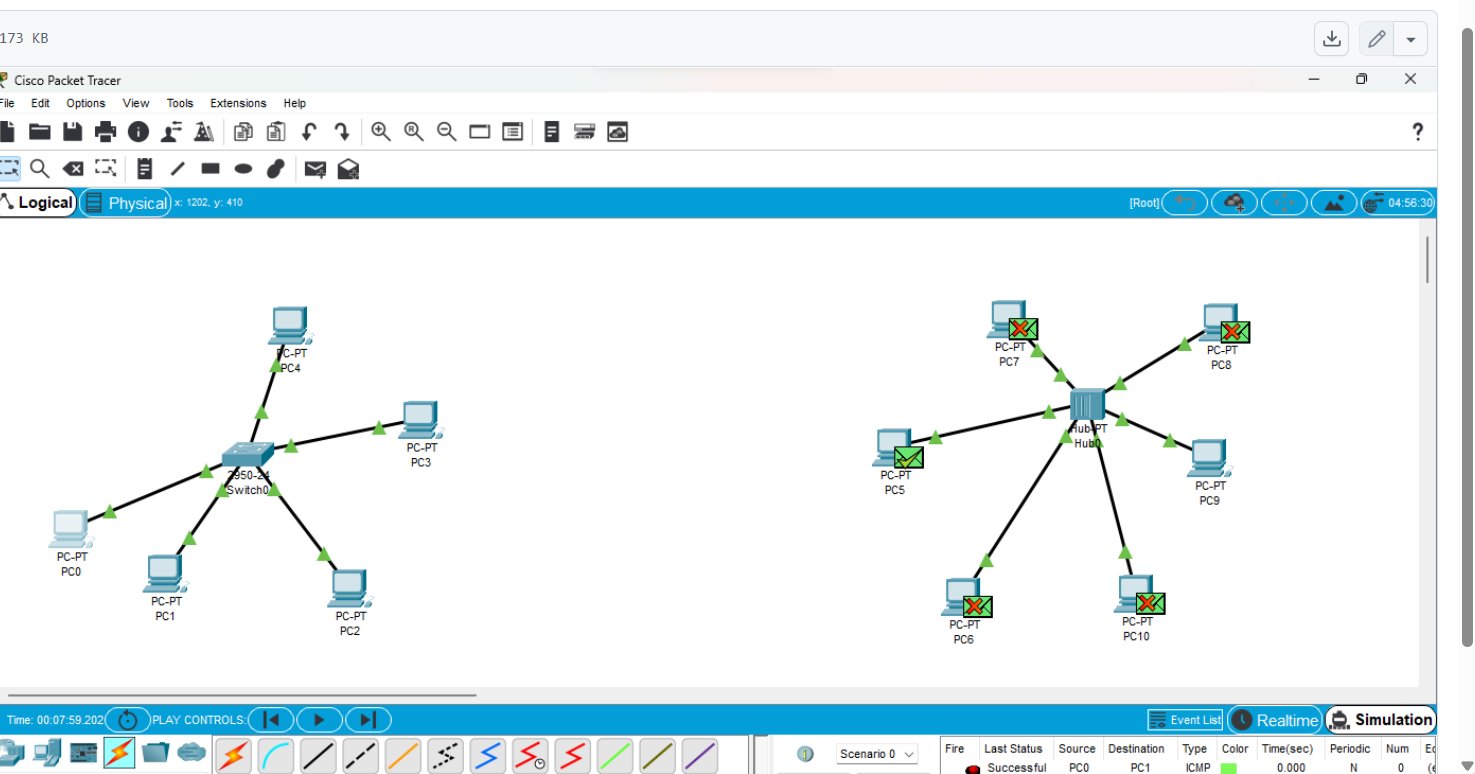 173 KB
Cisco Packet Tracer
File Edit Options View Tools Extensions Help
?
Logical Physical x: 1202, y: 410 [Root] 04:56:30
PC-PT
PC4
PC-PT
PC3
2950-24
Switch0
PC-PT
PC0
PC-PT
PC1
PC-PT
PC2
PC-PT
PC7
PC-PT
PC8
Hub-PT
Hub0
PC-PT
PC5
PC-PT
PC9
PC-PT
PC6
PC-PT
PC10
Time: 00:07:59.202 PLAY CONTROLS: Event List Realtime Simulation
Scenario 0
Fire Last Status Source Destination Type Color Time(sec) Periodic Num
Successful PC0 PC1 ICMP 0.000 N 0